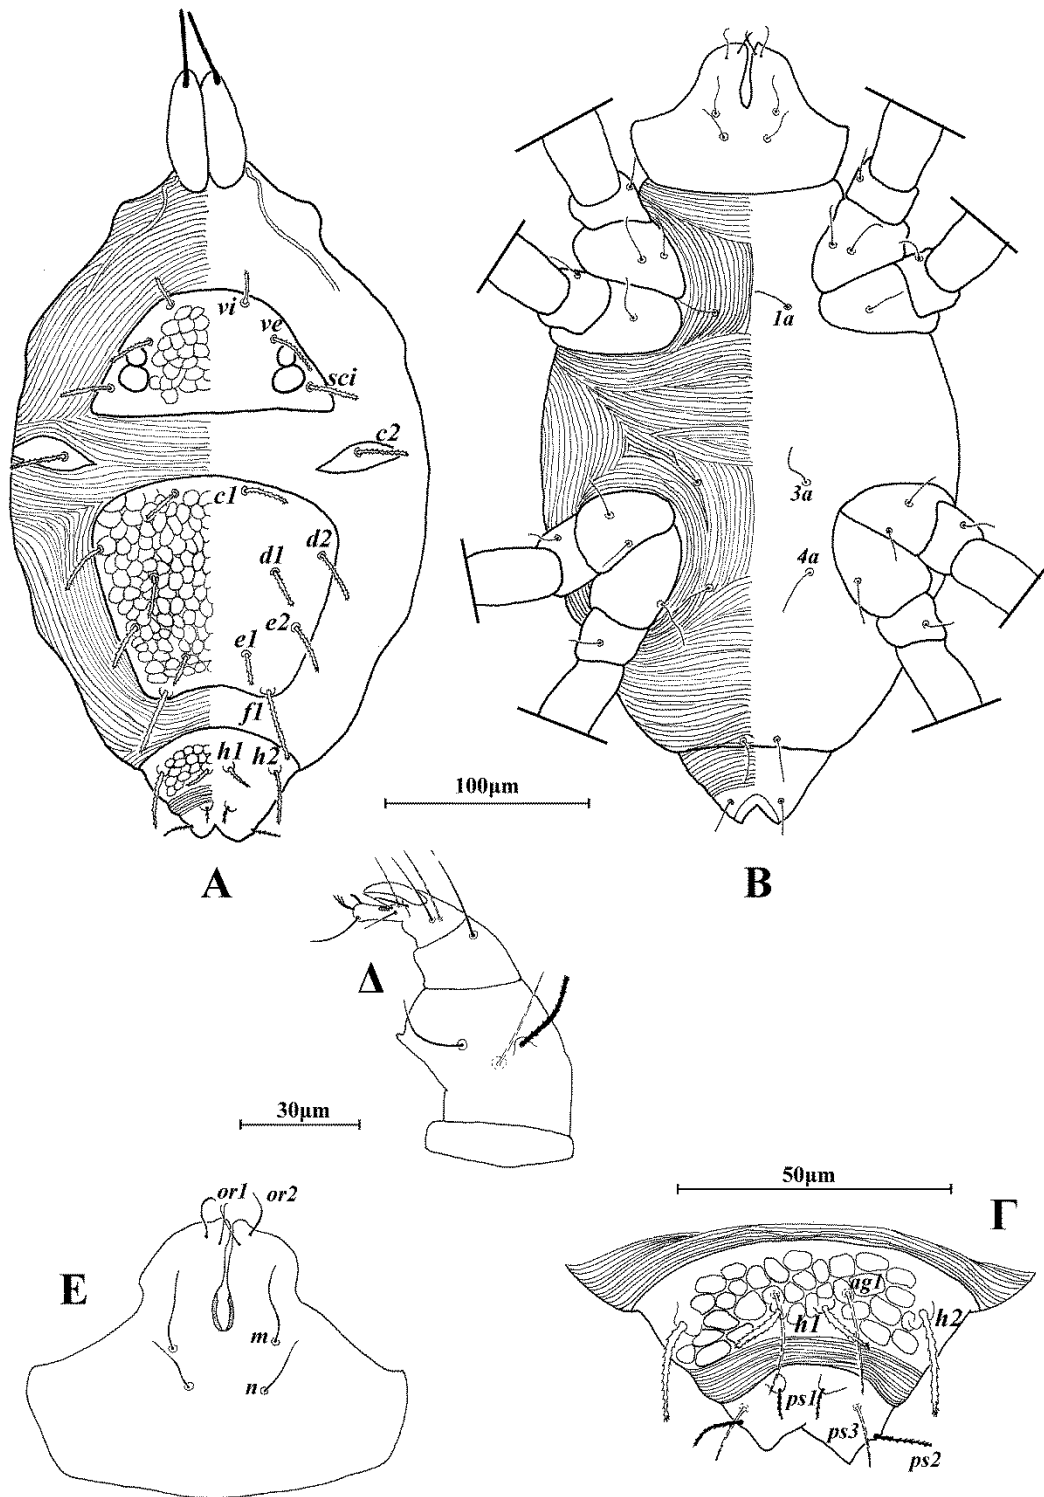 vi
ve
sci
c2
c1
d2
d1
e2
e1
f1
h1 h2
1a
3a
4a
100μm
A
B
Δ
30μm
or1 or2
E
m
n
50μm
Γ
ag1
h1 h2
ps1
ps3
ps2